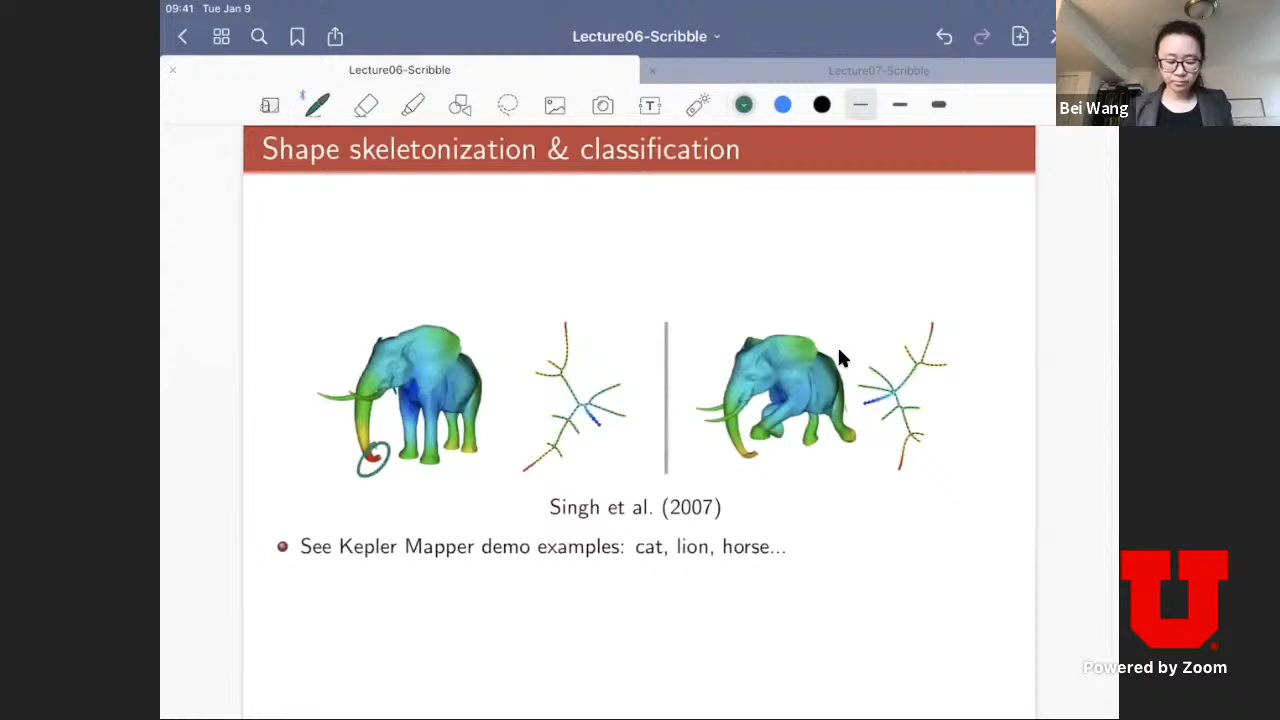 09:41 Tue Jan 9
Lecture06-Scribble
Lecture06-Scribble
Lecture07-Scribble
T
Bei Wang
Shape skeletonization & classification
Singh et al. (2007)
See Kepler Mapper demo examples: cat, lion, horse...
U
Powered by Zoom